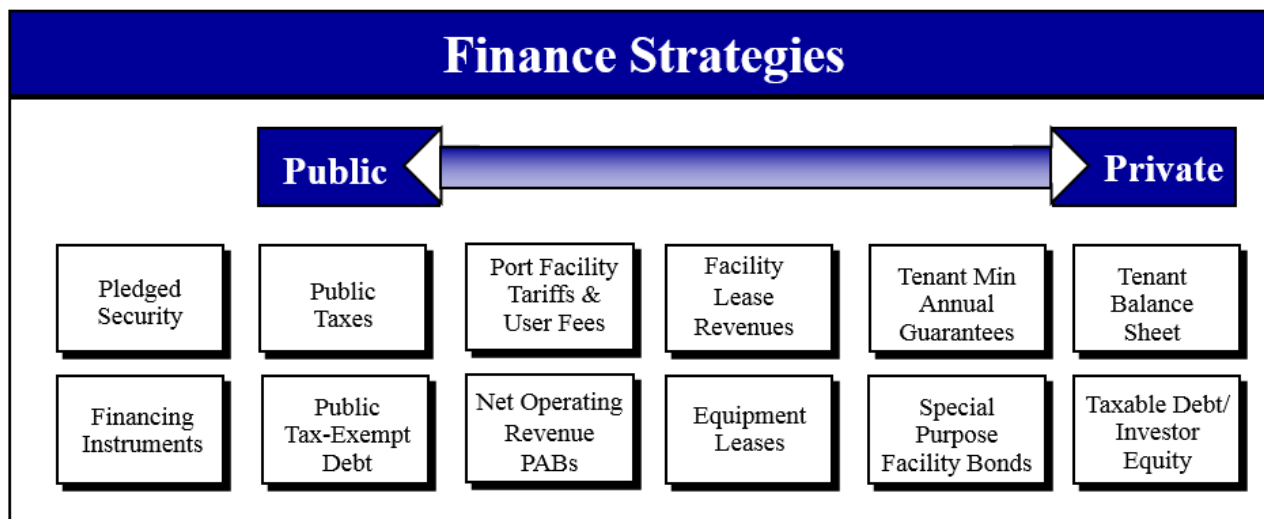 Finance Strategies
Public
Private
Pledged
Security
Public
Taxes
Port Facility
Tariffs &
User Fees
Facility
Lease
Revenues
Tenant Min
Annual
Guarantees
Tenant
Balance
Sheet
Financing
Instruments
Public
Tax-Exempt
Debt
Net Operating
Revenue
PABs
Equipment
Leases
Special
Purpose
Facility Bonds
Taxable Debt/
Investor
Equity